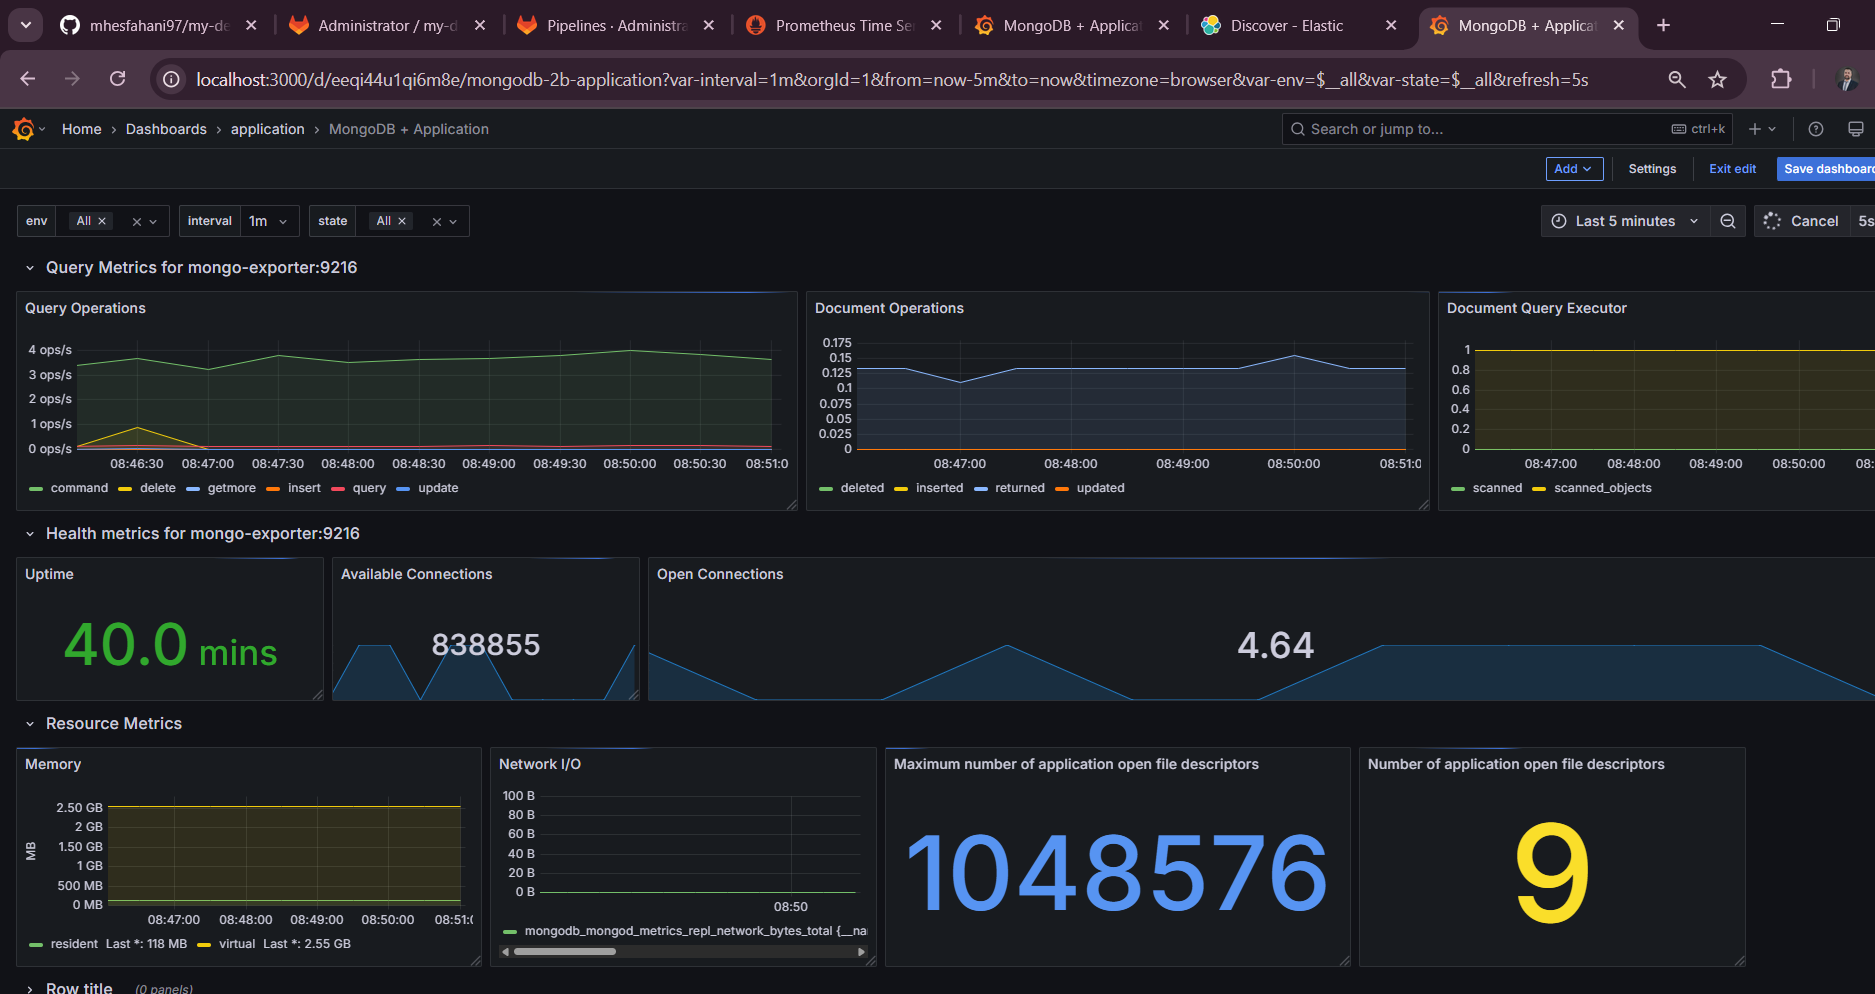 mhesfahani97/my-de
Administrator / my-d
Pipelines · Administra
Prometheus Time Se
MongoDB + Applicat
Discover - Elastic
MongoDB + Applicat
localhost:3000/d/eeqi44u1qi6m8e/mongodb-2b-application?var-interval=1m&orgId=1&from=now-5m&to=now&timezone=browser&var-env=$__all&var-state=$__all&refresh=5s
Home › Dashboards › application › MongoDB + Application
Search or jump to...
ctrl+k
Add
Settings
Exit edit
Save dashboard
env
All
interval
1m
state
All
Last 5 minutes
Cancel
5s
Query Metrics for mongo-exporter:9216
Query Operations
4 ops/s
3 ops/s
2 ops/s
1 ops/s
0 ops/s
08:46:30 08:47:00 08:47:30 08:48:00 08:48:30 08:49:00 08:49:30 08:50:00 08:50:30 08:51:0
command delete getmore insert query update
Document Operations
0.175
0.15
0.125
0.1
0.075
0.05
0.025
0
08:47:00 08:48:00 08:49:00 08:50:00 08:51:0
deleted inserted returned updated
Document Query Executor
1
0.8
0.6
0.4
0.2
0
08:47:00 08:48:00 08:49:00 08:50:00 08:
scanned scanned_objects
Health metrics for mongo-exporter:9216
Uptime
40.0 mins
Available Connections
838855
Open Connections
4.64
Resource Metrics
Memory
MB
2.50 GB
2 GB
1.50 GB
1 GB
500 MB
0 MB
08:47:00 08:48:00 08:49:00 08:50:00 08:51:0
resident Last *: 118 MB virtual Last *: 2.55 GB
Network I/O
100 B
80 B
60 B
40 B
20 B
0 B
08:50
mongodb_mongod_metrics_repl_network_bytes_total {__na
Maximum number of application open file descriptors
1048576
Number of application open file descriptors
9
Row title (0 panels)